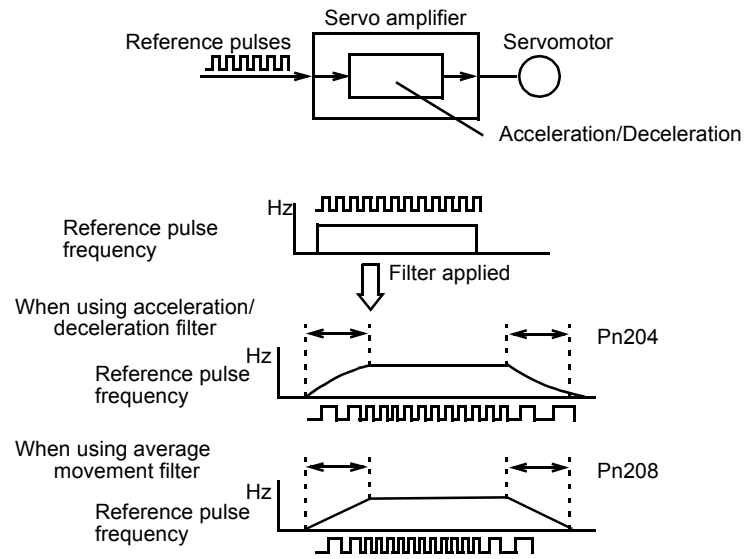 Servo amplifier
Reference pulses
Servomotor
Acceleration/Deceleration
Hz
Reference pulse
frequency
Filter applied
When using acceleration/
deceleration filter
Pn204
Hz
Reference pulse
frequency
When using average
movement filter
Pn208
Hz
Reference pulse
frequency